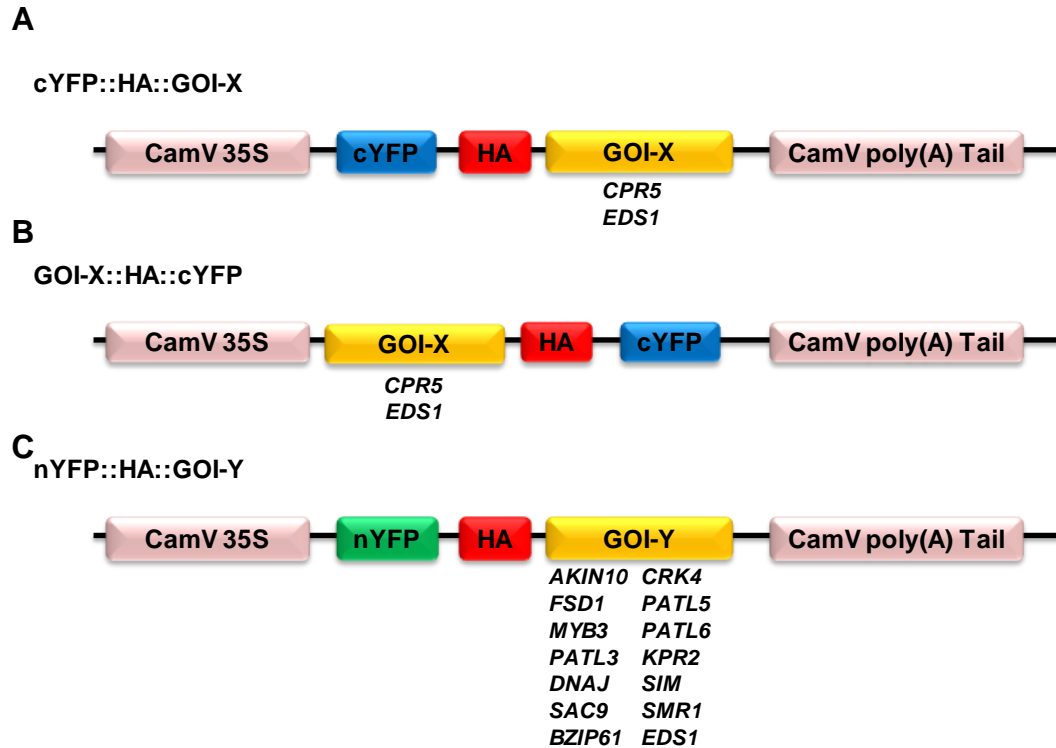 A
cYFP::HA::GOI-X
CamV 35S cYFP HA GOI-X CamV poly(A) Tail
CPR5
EDS1
B
GOI-X::HA::cYFP
CamV 35S GOI-X HA cYFP CamV poly(A) Tail
CPR5
EDS1
C
nYFP::HA::GOI-Y
CamV 35S nYFP HA GOI-Y CamV poly(A) Tail
AKIN10 CRK4
FSD1 PATL5
MYB3 PATL6
PATL3 KPR2
DNAJ SIM
SAC9 SMR1
BZIP61 EDS1